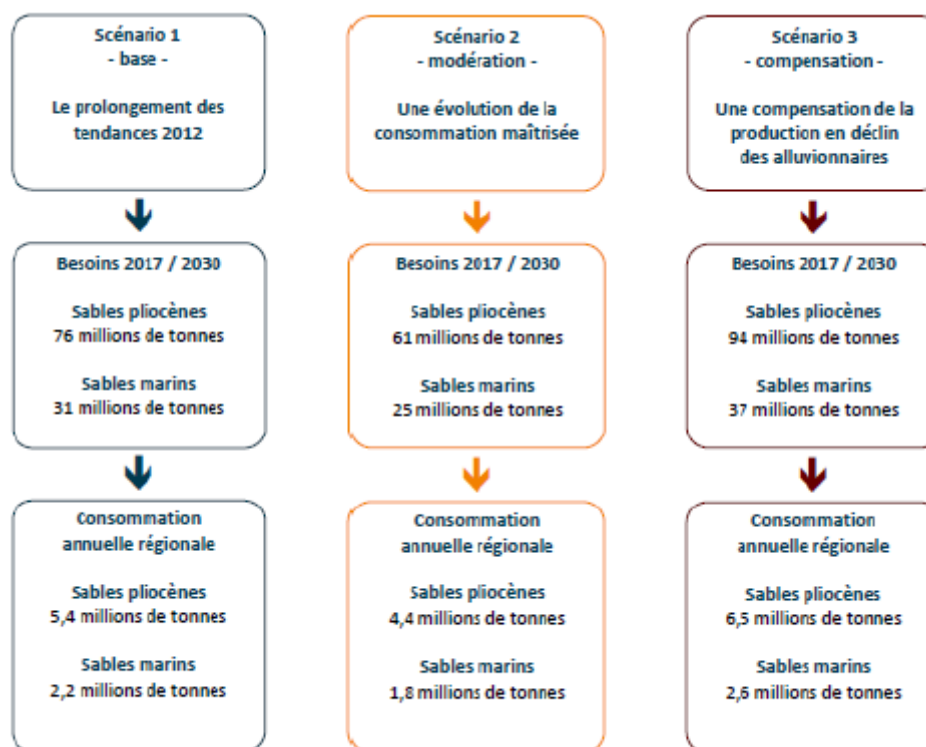 Scénario 1
- base -
Le prolongement des
tendances 2012
Besoins 2017 / 2030
Sables pliocènes
76 millions de tonnes
Sables marins
31 millions de tonnes
Consommation
annuelle régionale
Sables pliocènes
5,4 millions de tonnes
Sables marins
2,2 millions de tonnes
Scénario 2
- modération -
Une évolution de la
consommation maîtrisée
Besoins 2017 / 2030
Sables pliocènes
61 millions de tonnes
Sables marins
25 millions de tonnes
Consommation
annuelle régionale
Sables pliocènes
4,4 millions de tonnes
Sables marins
1,8 millions de tonnes
Scénario 3
- compensation -
Une compensation de la
production en déclin
des alluvionnaires
Besoins 2017 / 2030
Sables pliocènes
94 millions de tonnes
Sables marins
37 millions de tonnes
Consommation
annuelle régionale
Sables pliocènes
6,5 millions de tonnes
Sables marins
2,6 millions de tonnes